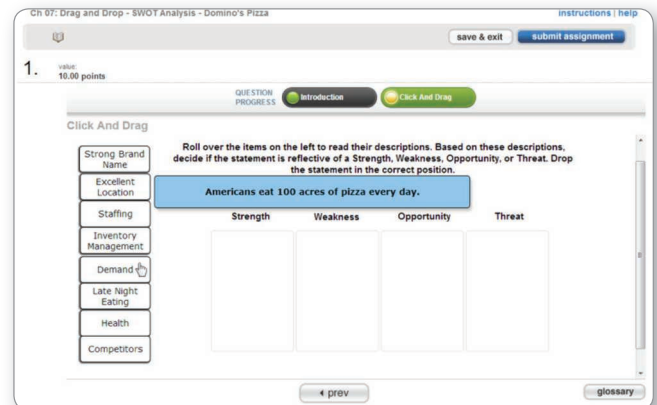 Ch 07: Drag and Drop - SWOT Analysis - Domino's Pizza
instructions | help
save & exit
submit assignment
1.
value:
10.00 points
QUESTION
PROGRESS
Introduction
Click And Drag
Click And Drag
Roll over the items on the left to read their descriptions. Based on these descriptions,
decide if the statement is reflective of a Strength, Weakness, Opportunity, or Threat. Drop
the statement in the correct position.
Strong Brand
Name
Excellent
Location
Americans eat 100 acres of pizza every day.
Staffing
Inventory
Management
Demand
Late Night
Eating
Health
Competitors
Strength
Weakness
Opportunity
Threat
prev
glossary